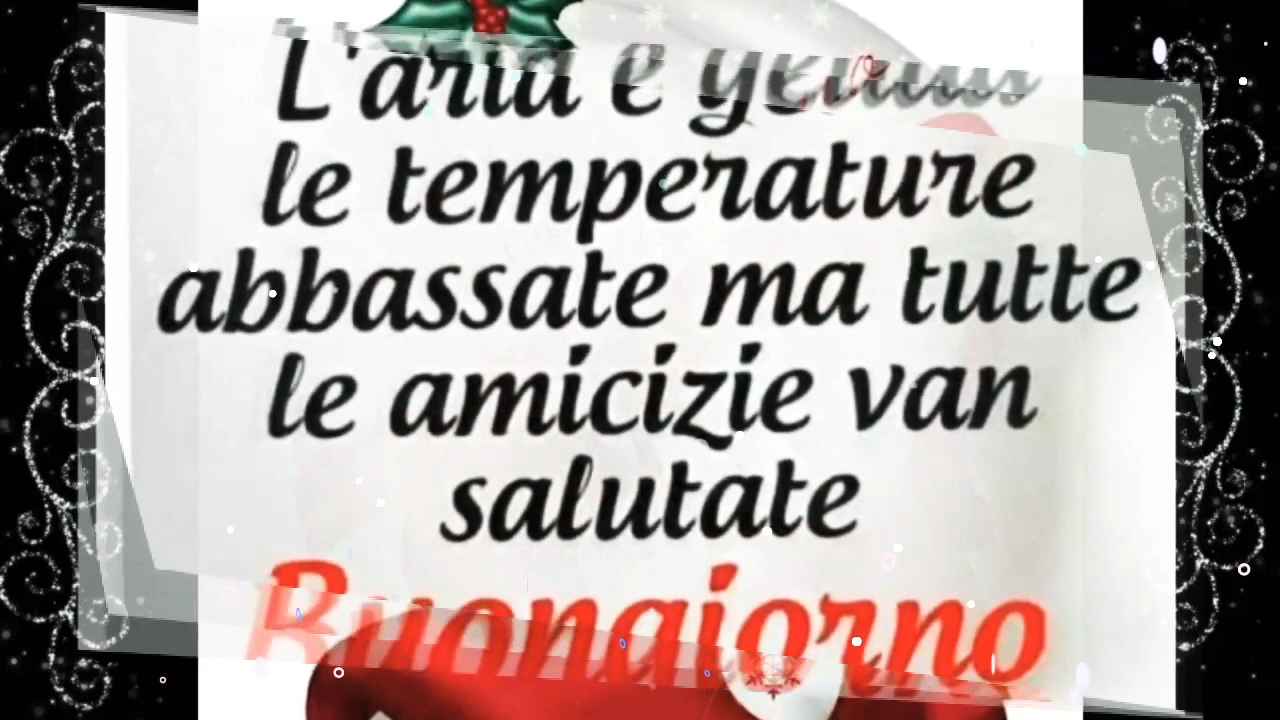 L'aria è
le temperature
abbassate ma tutte
le amicizie van
salutate
Buongiorno